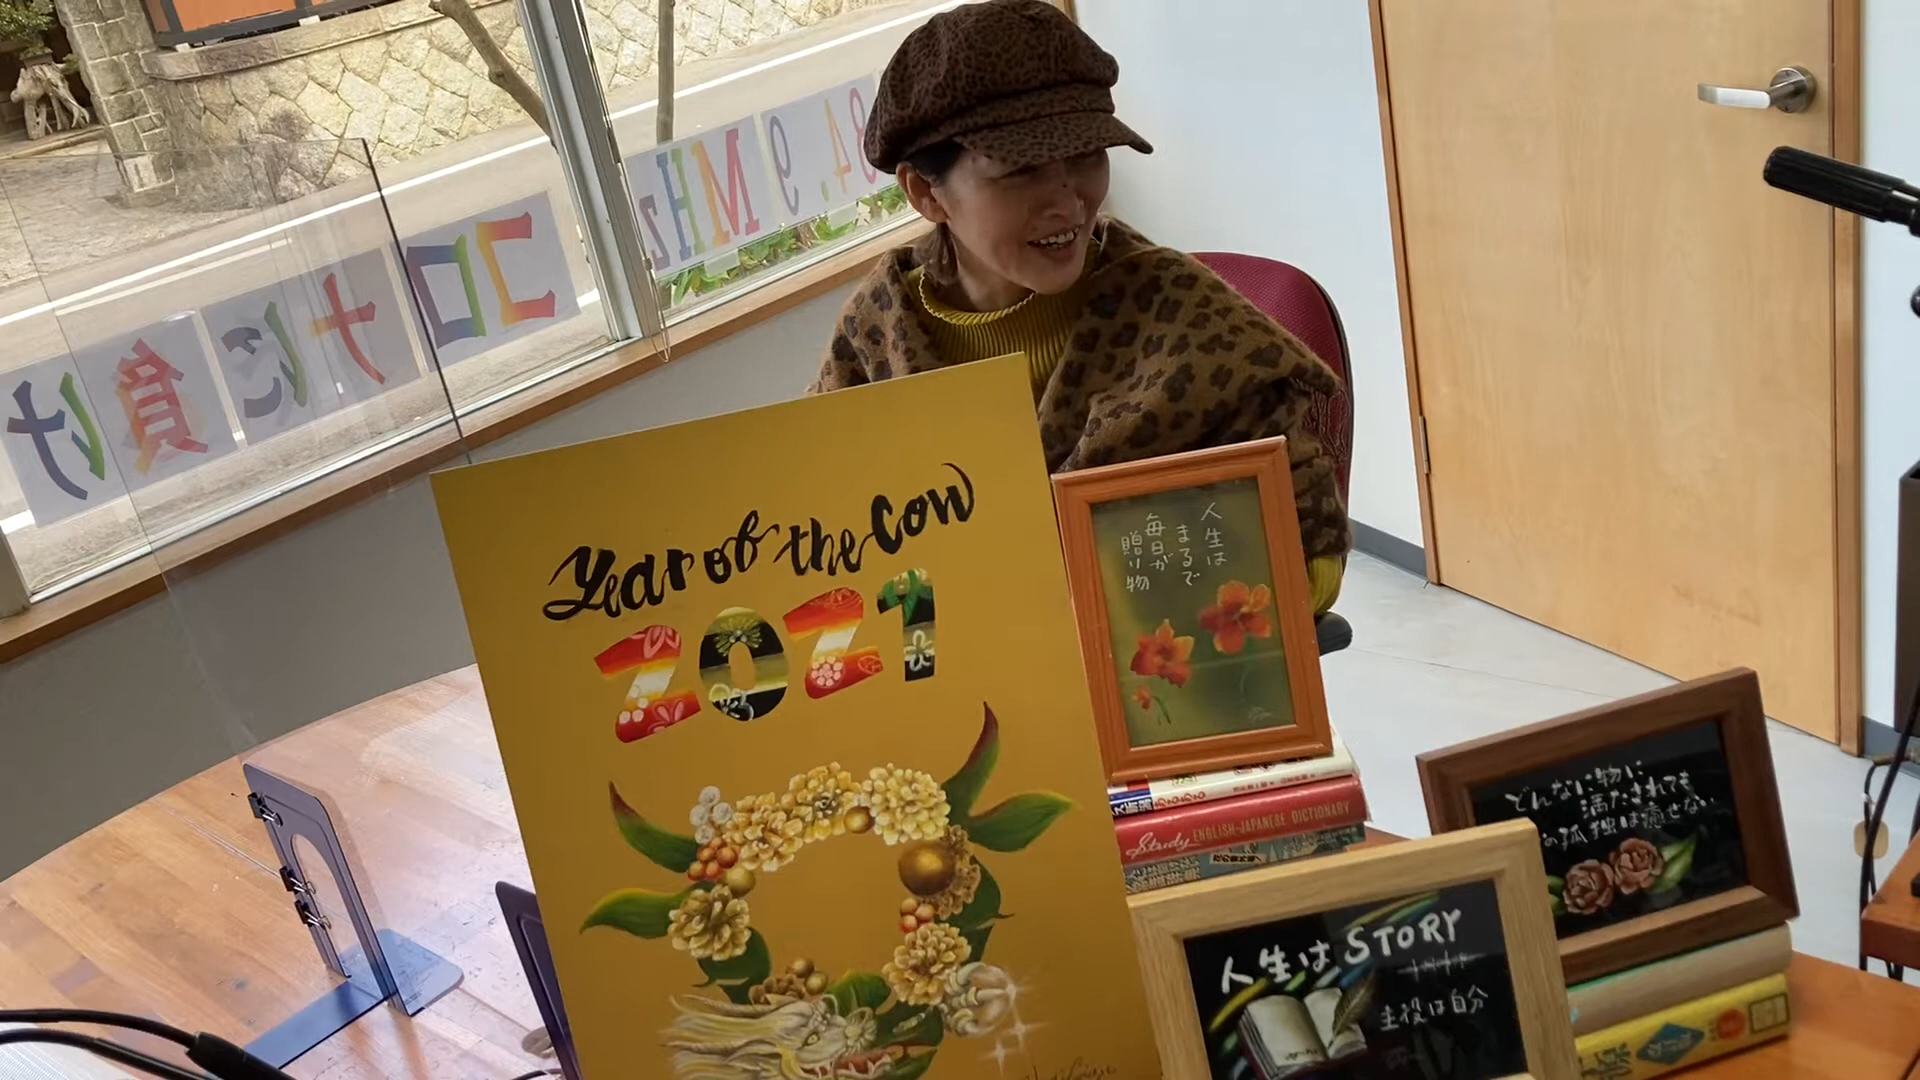 84.9MHz
コロナに負け
Year of the Cow
2021
人生は
まるで
毎日が
贈り物
どんなに物に
満たされても
孤独は癒せない
人生はSTORY
主役は自分
Study ENGLISH-JAPANESE DICTIONARY